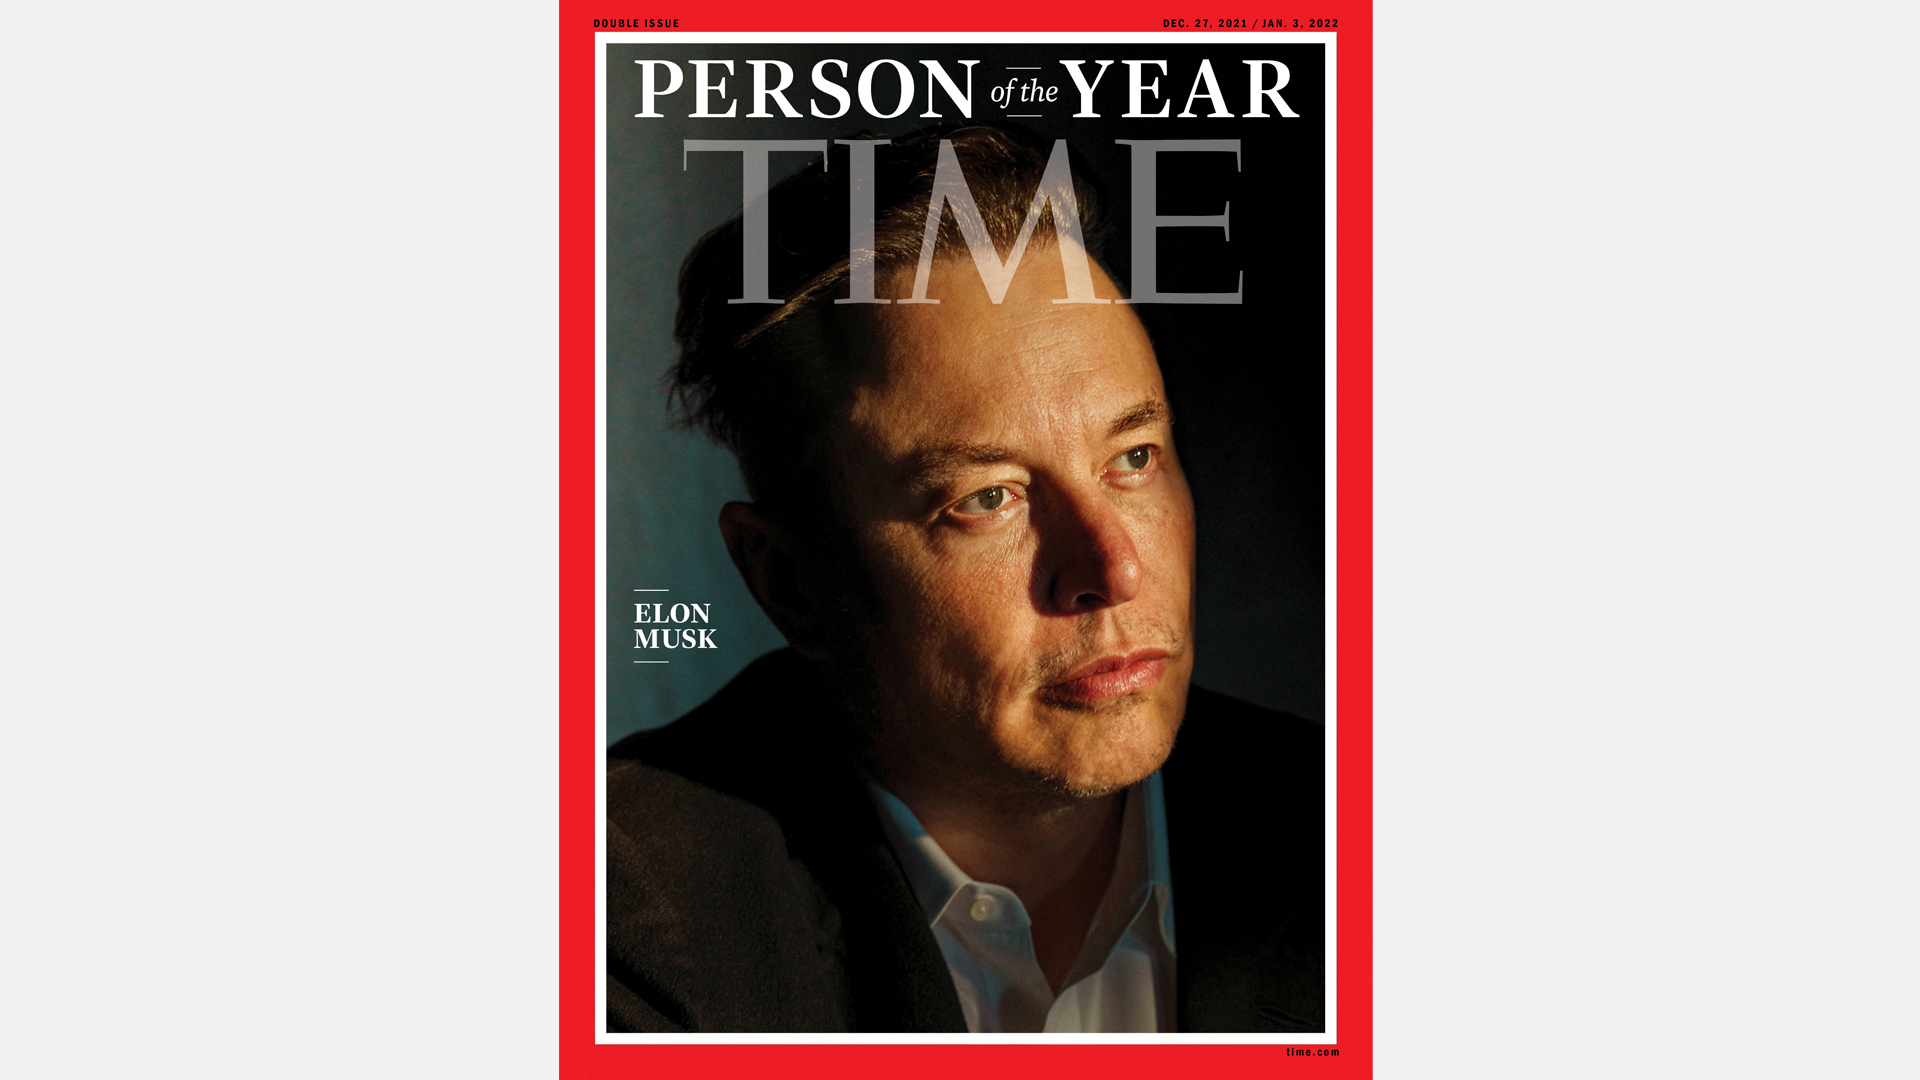 DOUBLE ISSUE
DEC. 27, 2021 / JAN. 3, 2022
PERSON of the YEAR
TIME
ELON
MUSK
time.com